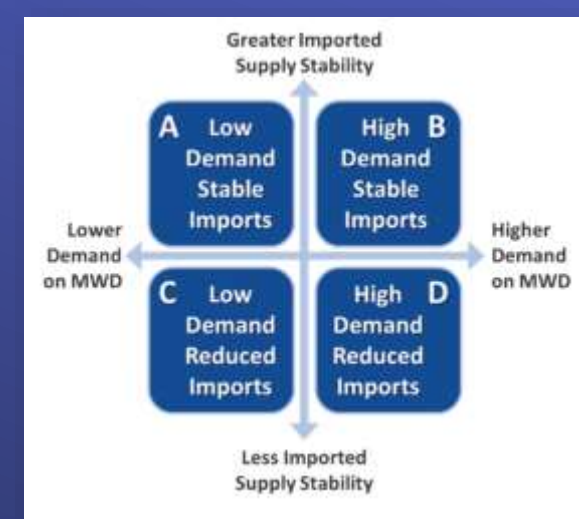 Greater Imported
Supply Stability
A Low
Demand
Stable
Imports
High B
Demand
Stable
Imports
Lower
Demand
on MWD
Higher
Demand
on MWD
C Low
Demand
Reduced
Imports
High D
Demand
Reduced
Imports
Less Imported
Supply Stability